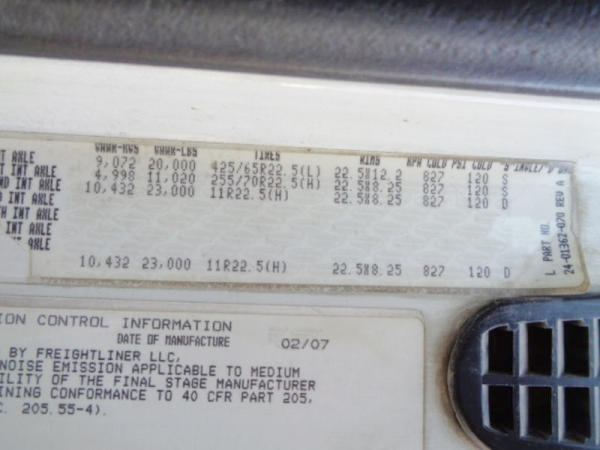 GAWR-KGS GAWR-LBS TIRES RIMS KPA COLD PSI COLD
AXLE 9,072 20,000 425/65R22.5(L) 22.5X12.2 827 120 S
INT AXLE 4,998 11,020 255/70R22.5(H) 22.5X8.25 827 120 S
INT AXLE 10,432 23,000 11R22.5(H) 22.5X8.25 827 120 D
INT AXLE
INT AXLE
INT AXLE
AXLE 10,432 23,000 11R22.5(H) 22.5X8.25 827 120 D
L PART NO.
24-01362-070 REV A
ION CONTROL INFORMATION
DATE OF MANUFACTURE 02/07
BY FREIGHTLINER LLC,
NOISE EMISSION APPLICABLE TO MEDIUM
ILITY OF THE FINAL STAGE MANUFACTURER
INING CONFORMANCE TO 40 CFR PART 205,
C. 205.55-4).